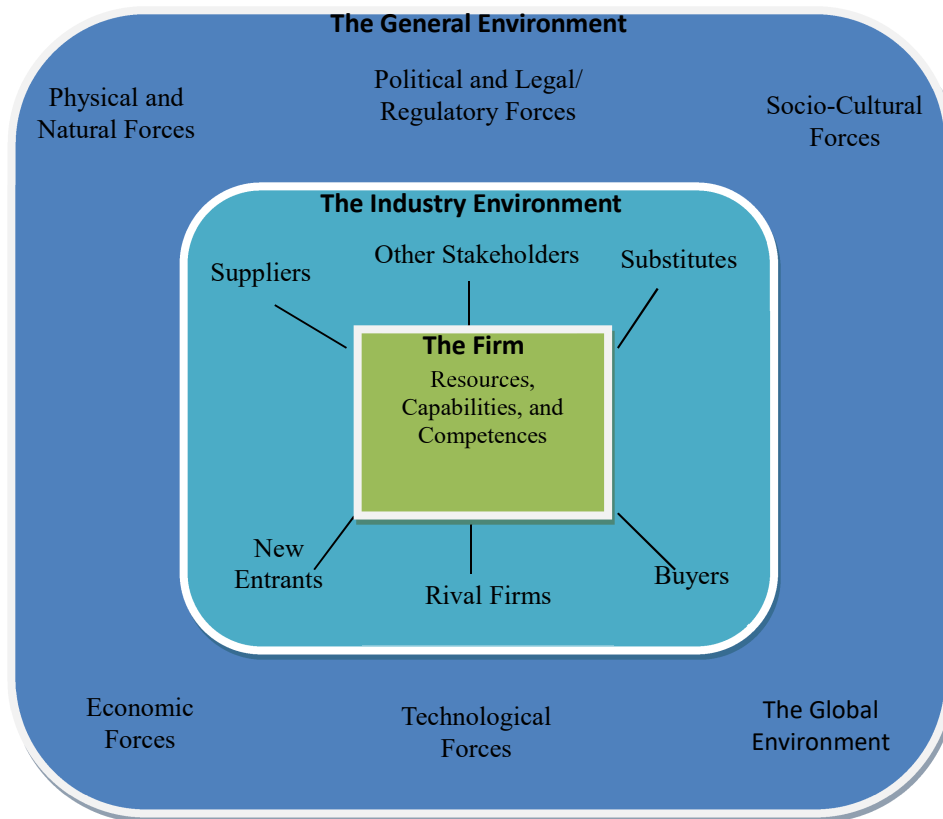 The General Environment
Physical and
Natural Forces
Political and Legal/
Regulatory Forces
Socio-Cultural
Forces
The Industry Environment
Suppliers
Other Stakeholders
Substitutes
The Firm
Resources,
Capabilities, and
Competences
New
Entrants
Rival Firms
Buyers
Economic
Forces
Technological
Forces
The Global
Environment